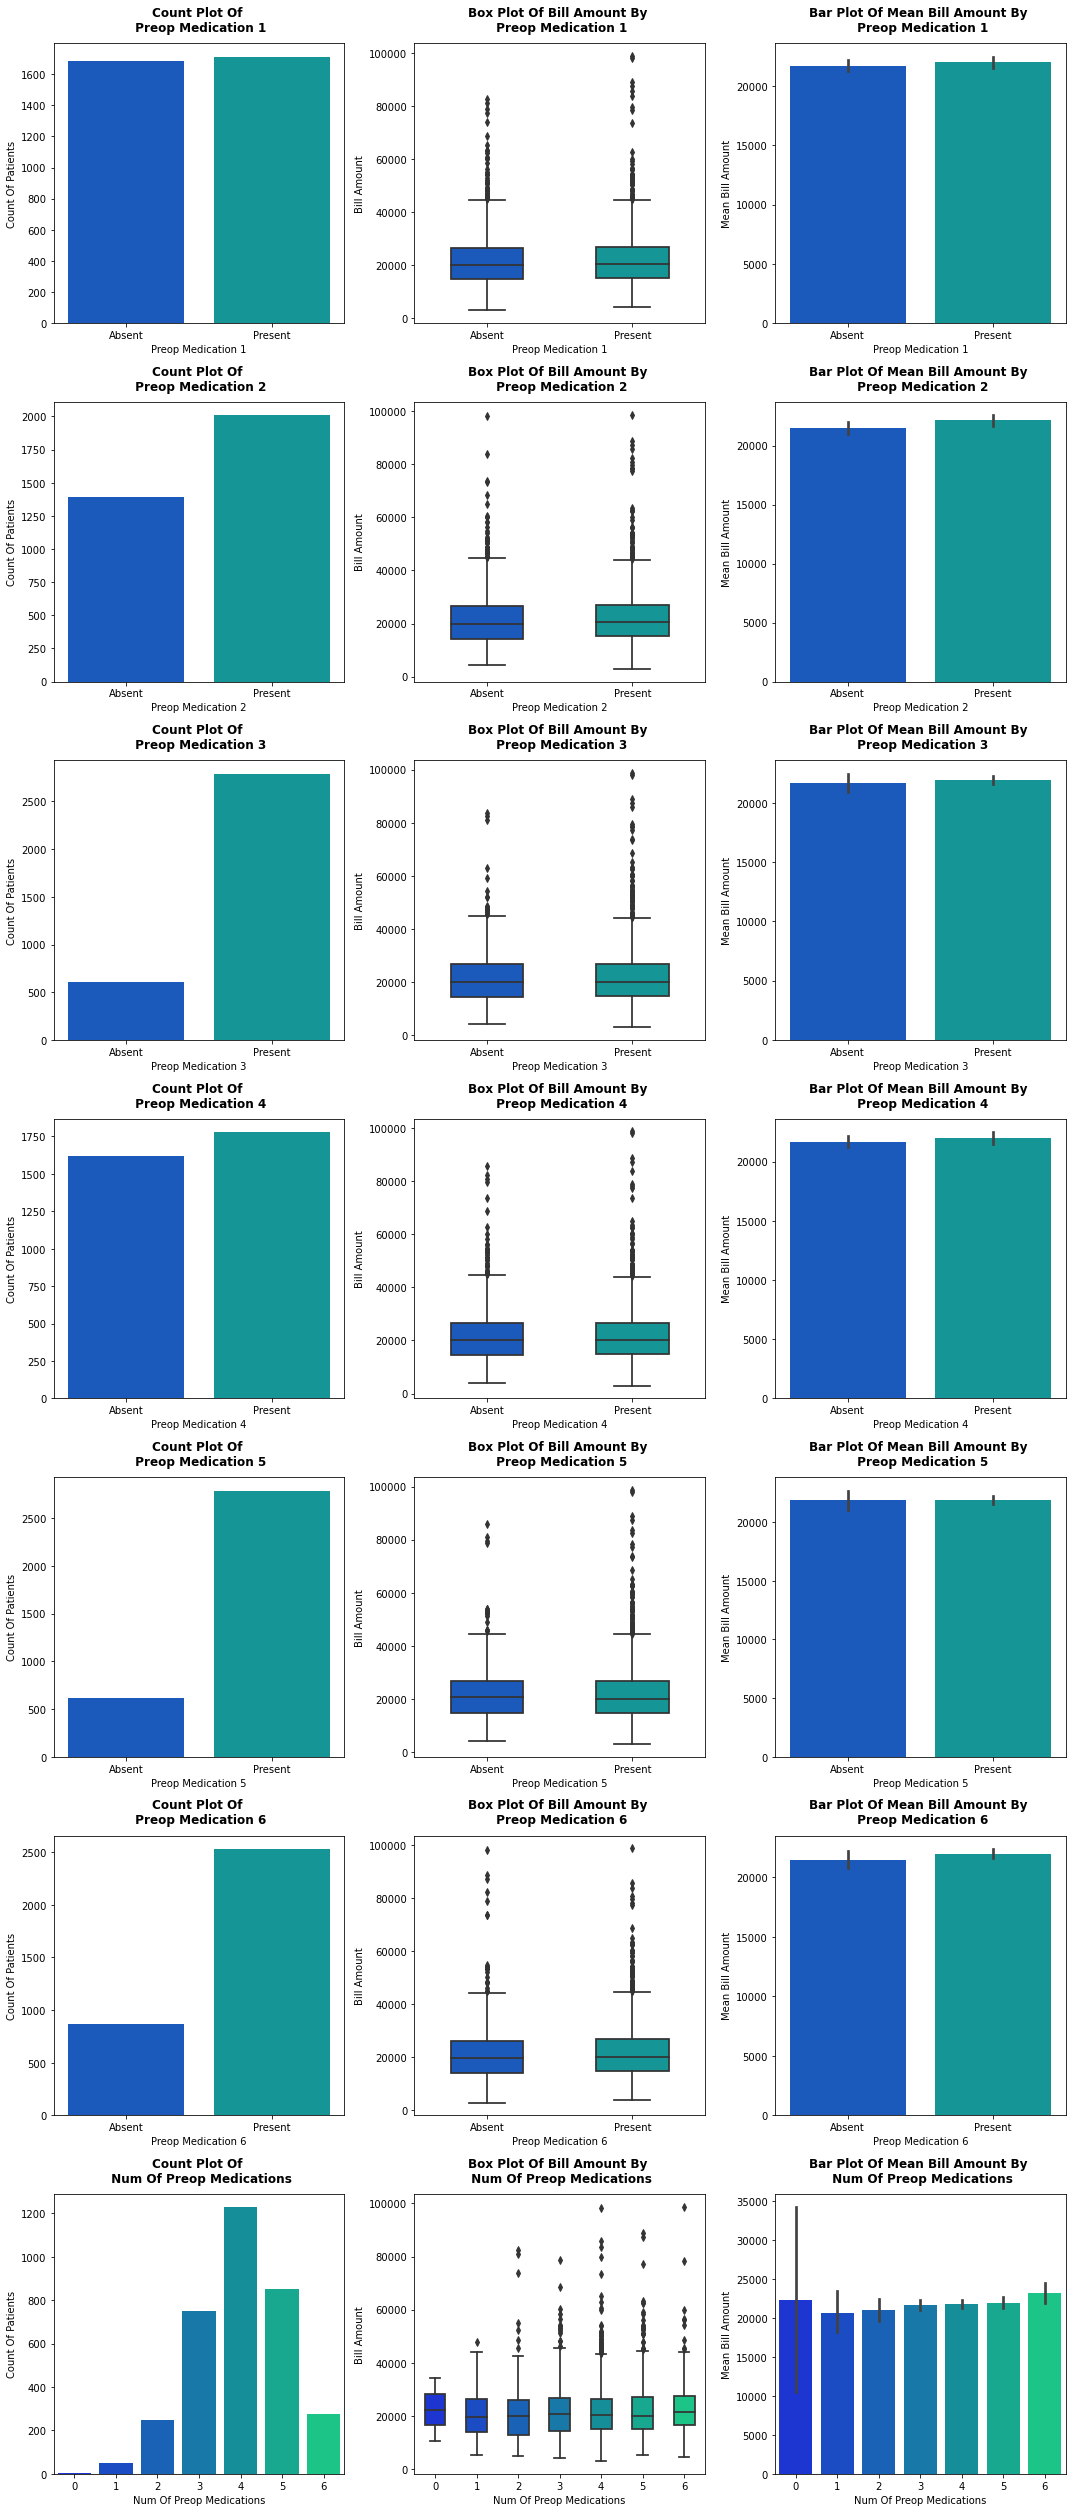 Count Plot Of
Preop Medication 1
Box Plot Of Bill Amount By
Preop Medication 1
Bar Plot Of Mean Bill Amount By
Preop Medication 1
Count Of Patients
1600
1400
1200
1000
800
600
400
200
0
Absent
Present
Preop Medication 1
Bill Amount
100000
80000
60000
40000
20000
0
Absent
Present
Preop Medication 1
Mean Bill Amount
20000
15000
10000
5000
0
Absent
Present
Preop Medication 1
Count Plot Of
Preop Medication 2
Box Plot Of Bill Amount By
Preop Medication 2
Bar Plot Of Mean Bill Amount By
Preop Medication 2
Count Of Patients
2000
1750
1500
1250
1000
750
500
250
0
Absent
Present
Preop Medication 2
Bill Amount
100000
80000
60000
40000
20000
0
Absent
Present
Preop Medication 2
Mean Bill Amount
20000
15000
10000
5000
0
Absent
Present
Preop Medication 2
Count Plot Of
Preop Medication 3
Box Plot Of Bill Amount By
Preop Medication 3
Bar Plot Of Mean Bill Amount By
Preop Medication 3
Count Of Patients
2500
2000
1500
1000
500
0
Absent
Present
Preop Medication 3
Bill Amount
100000
80000
60000
40000
20000
0
Absent
Present
Preop Medication 3
Mean Bill Amount
20000
15000
10000
5000
0
Absent
Present
Preop Medication 3
Count Plot Of
Preop Medication 4
Box Plot Of Bill Amount By
Preop Medication 4
Bar Plot Of Mean Bill Amount By
Preop Medication 4
Count Of Patients
1750
1500
1250
1000
750
500
250
0
Absent
Present
Preop Medication 4
Bill Amount
100000
80000
60000
40000
20000
0
Absent
Present
Preop Medication 4
Mean Bill Amount
20000
15000
10000
5000
0
Absent
Present
Preop Medication 4
Count Plot Of
Preop Medication 5
Box Plot Of Bill Amount By
Preop Medication 5
Bar Plot Of Mean Bill Amount By
Preop Medication 5
Count Of Patients
2500
2000
1500
1000
500
0
Absent
Present
Preop Medication 5
Bill Amount
100000
80000
60000
40000
20000
0
Absent
Present
Preop Medication 5
Mean Bill Amount
20000
15000
10000
5000
0
Absent
Present
Preop Medication 5
Count Plot Of
Preop Medication 6
Box Plot Of Bill Amount By
Preop Medication 6
Bar Plot Of Mean Bill Amount By
Preop Medication 6
Count Of Patients
2500
2000
1500
1000
500
0
Absent
Present
Preop Medication 6
Bill Amount
100000
80000
60000
40000
20000
0
Absent
Present
Preop Medication 6
Mean Bill Amount
20000
15000
10000
5000
0
Absent
Present
Preop Medication 6
Count Plot Of
Num Of Preop Medications
Box Plot Of Bill Amount By
Num Of Preop Medications
Bar Plot Of Mean Bill Amount By
Num Of Preop Medications
Count Of Patients
1200
1000
800
600
400
200
0
0 1 2 3 4 5 6
Num Of Preop Medications
Bill Amount
100000
80000
60000
40000
20000
0
0 1 2 3 4 5 6
Num Of Preop Medications
Mean Bill Amount
35000
30000
25000
20000
15000
10000
5000
0
0 1 2 3 4 5 6
Num Of Preop Medications